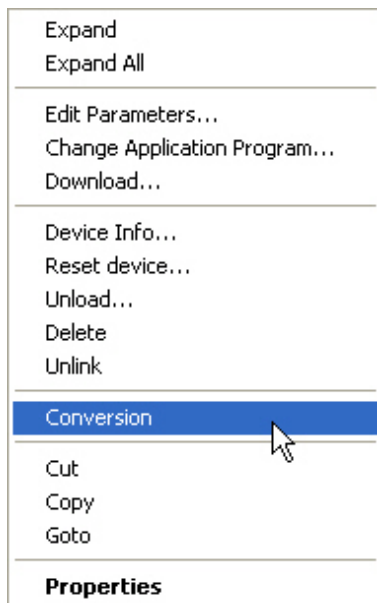 Expand
Expand All
Edit Parameters...
Change Application Program...
Download...
Device Info...
Reset device...
Unload...
Delete
Unlink
Conversion
Cut
Copy
Goto
Properties